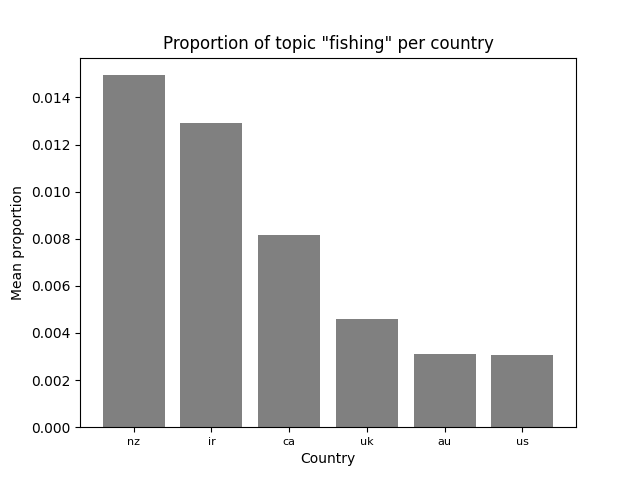 Proportion of topic "fishing" per country
Mean proportion
0.014
0.012
0.010
0.008
0.006
0.004
0.002
0.000
nz ir ca uk au us
Country